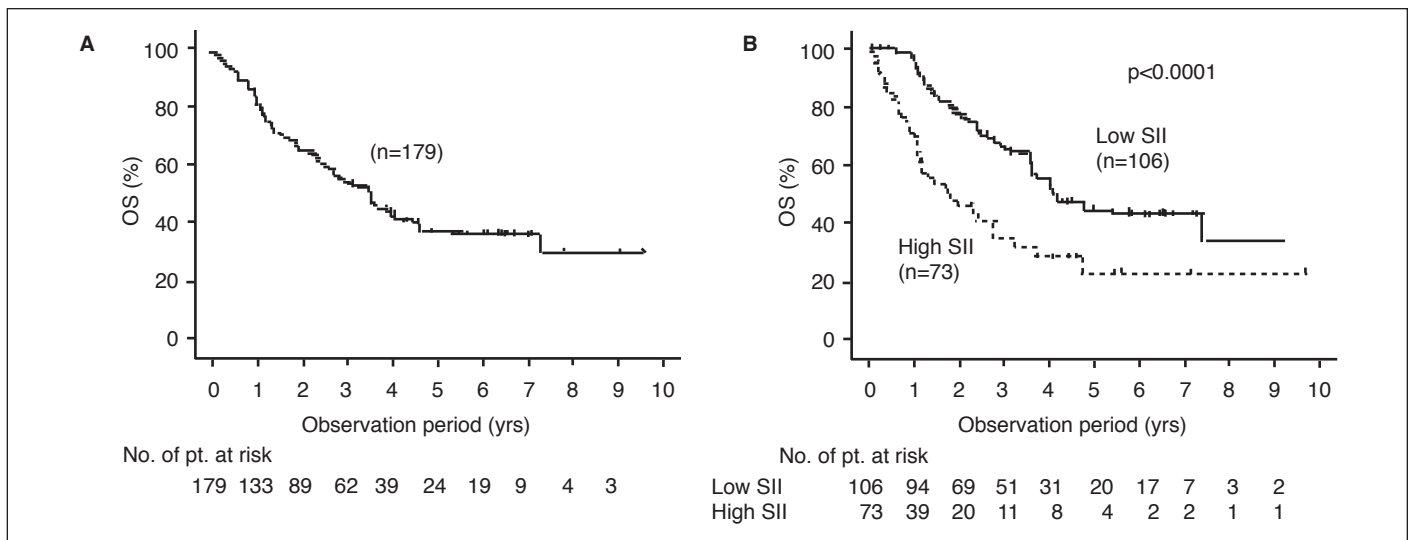 A
100
80
60
40
20
0
OS (%)
(n=179)
0 1 2 3 4 5 6 7 8 9 10
Observation period (yrs)
No. of pt. at risk
179 133 89 62 39 24 19 9 4 3
B
100
80
60
40
20
0
OS (%)
p<0.0001
Low SII
(n=106)
High SII
(n=73)
0 1 2 3 4 5 6 7 8 9 10
Observation period (yrs)
No. of pt. at risk
Low SII 106 94 69 51 31 20 17 7 3 2
High SII 73 39 20 11 8 4 2 2 1 1